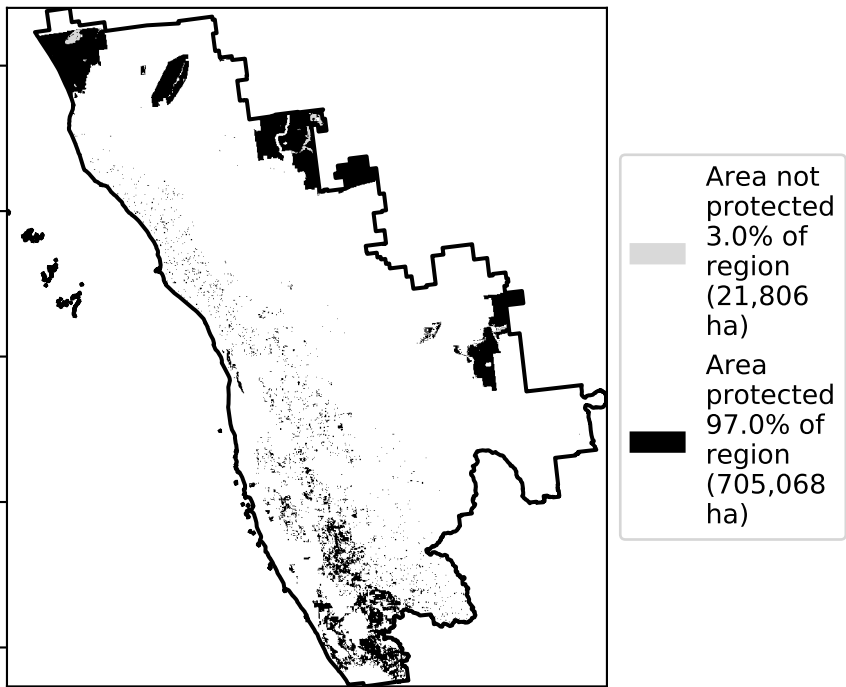 Area not
protected
3.0% of
region
(21,806
ha)
Area
protected
97.0% of
region
(705,068
ha)